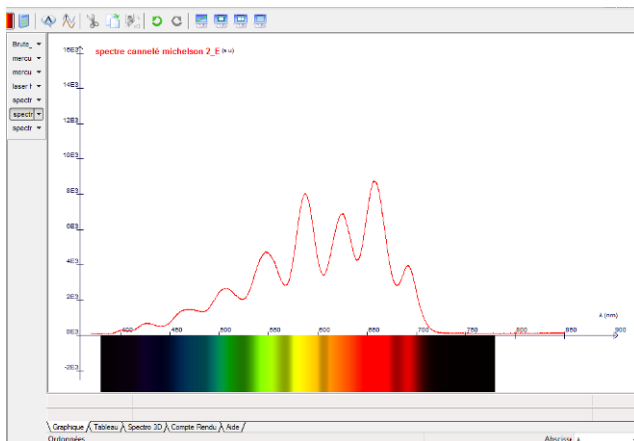 Brute_
mercu
mercu
laser h
spectr
spectr
spectr
spectre cannelé michelson 2_E (s.u)
16E3
14E3
12E3
10E3
8E3
6E3
4E3
2E3
0E3
-2E3
400 450 500 550 600 650 700 750 800 850 900
λ (nm)
Graphique Tableau Spectro 3D Compte Rendu Aide
Ordonnées
Abscisse